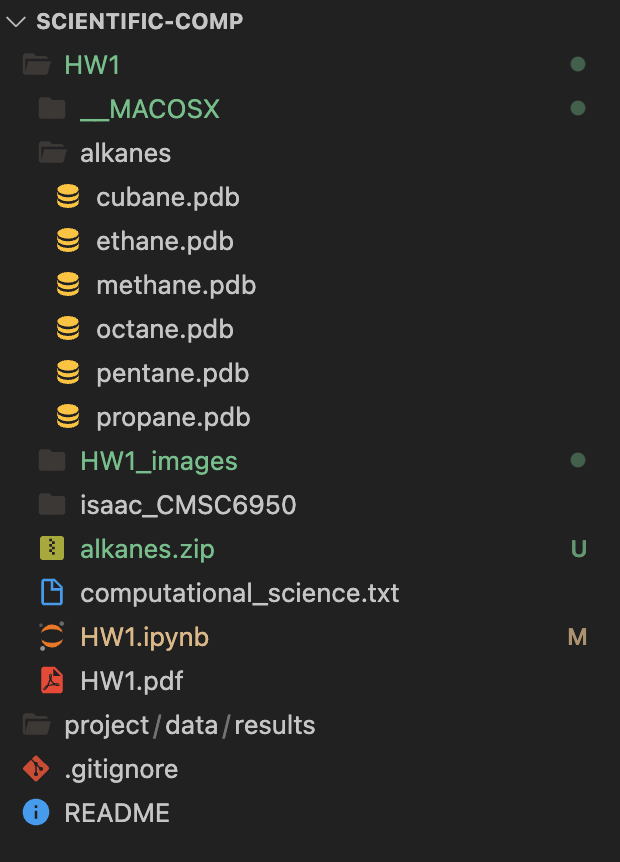 SCIENTIFIC-COMP
HW1
__MACOSX
alkanes
cubane.pdb
ethane.pdb
methane.pdb
octane.pdb
pentane.pdb
propane.pdb
HW1_images
isaac_CMSC6950
alkanes.zip U
computational_science.txt
HW1.ipynb M
HW1.pdf
project/data/results
.gitignore
README